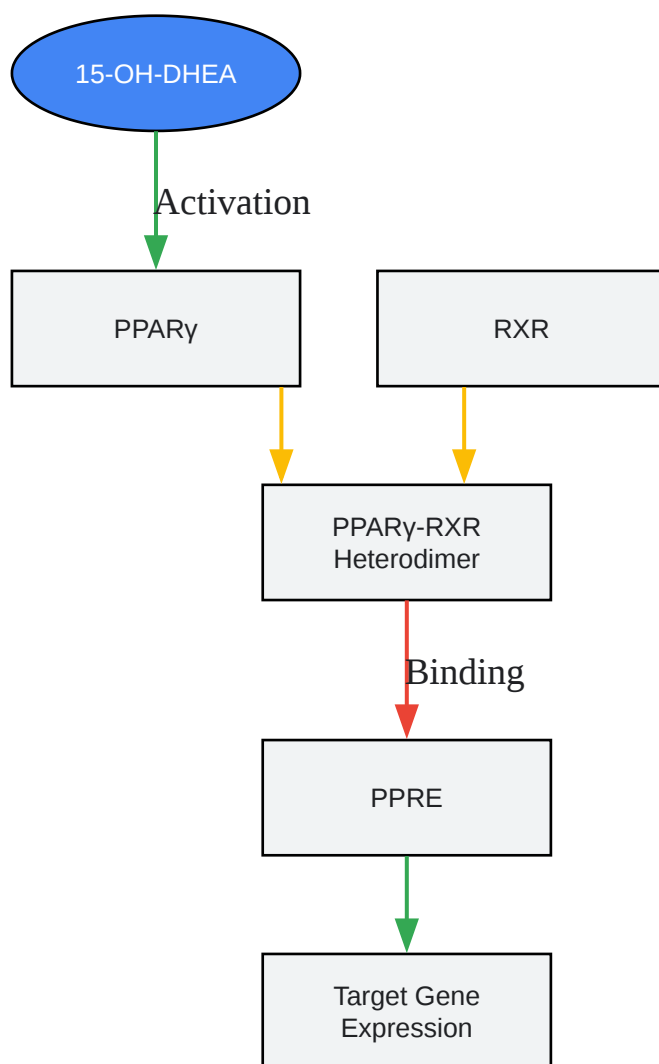 15-OH-DHEA
Activation
PPARγ
RXR
PPARγ-RXR
Heterodimer
Binding
PPRE
Target Gene
Expression